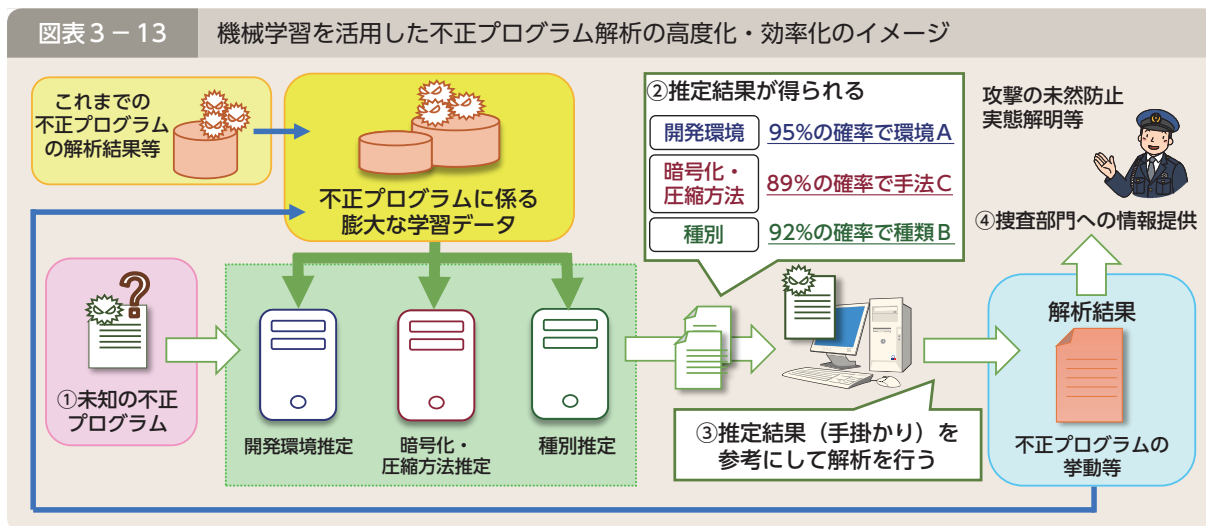 図表3-13 機械学習を活用した不正プログラム解析の高度化・効率化のイメージ
これまでの
不正プログラム
の解析結果等
不正プログラムに係る
膨大な学習データ
①未知の不正
プログラム
?
開発環境推定
暗号化・
圧縮方法推定
種別推定
②推定結果が得られる
開発環境 95%の確率で環境A
暗号化・
圧縮方法 89%の確率で手法C
種別 92%の確率で種類B
③推定結果(手掛かり)を
参考にして解析を行う
攻撃の未然防止
実態解明等
④捜査部門への情報提供
解析結果
不正プログラムの
挙動等